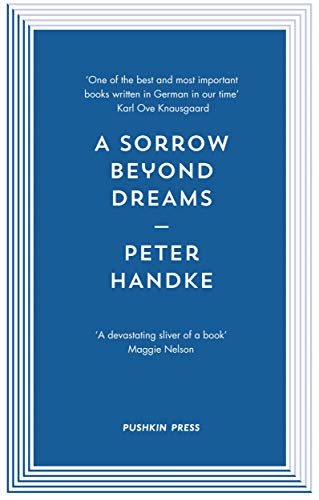 ‘One of the best and most important
books written in German in our time’
Karl Ove Knausgaard
A SORROW
BEYOND
DREAMS
—
PETER
HANDKE
‘A devastating sliver of a book’
Maggie Nelson
PUSHKIN PRESS